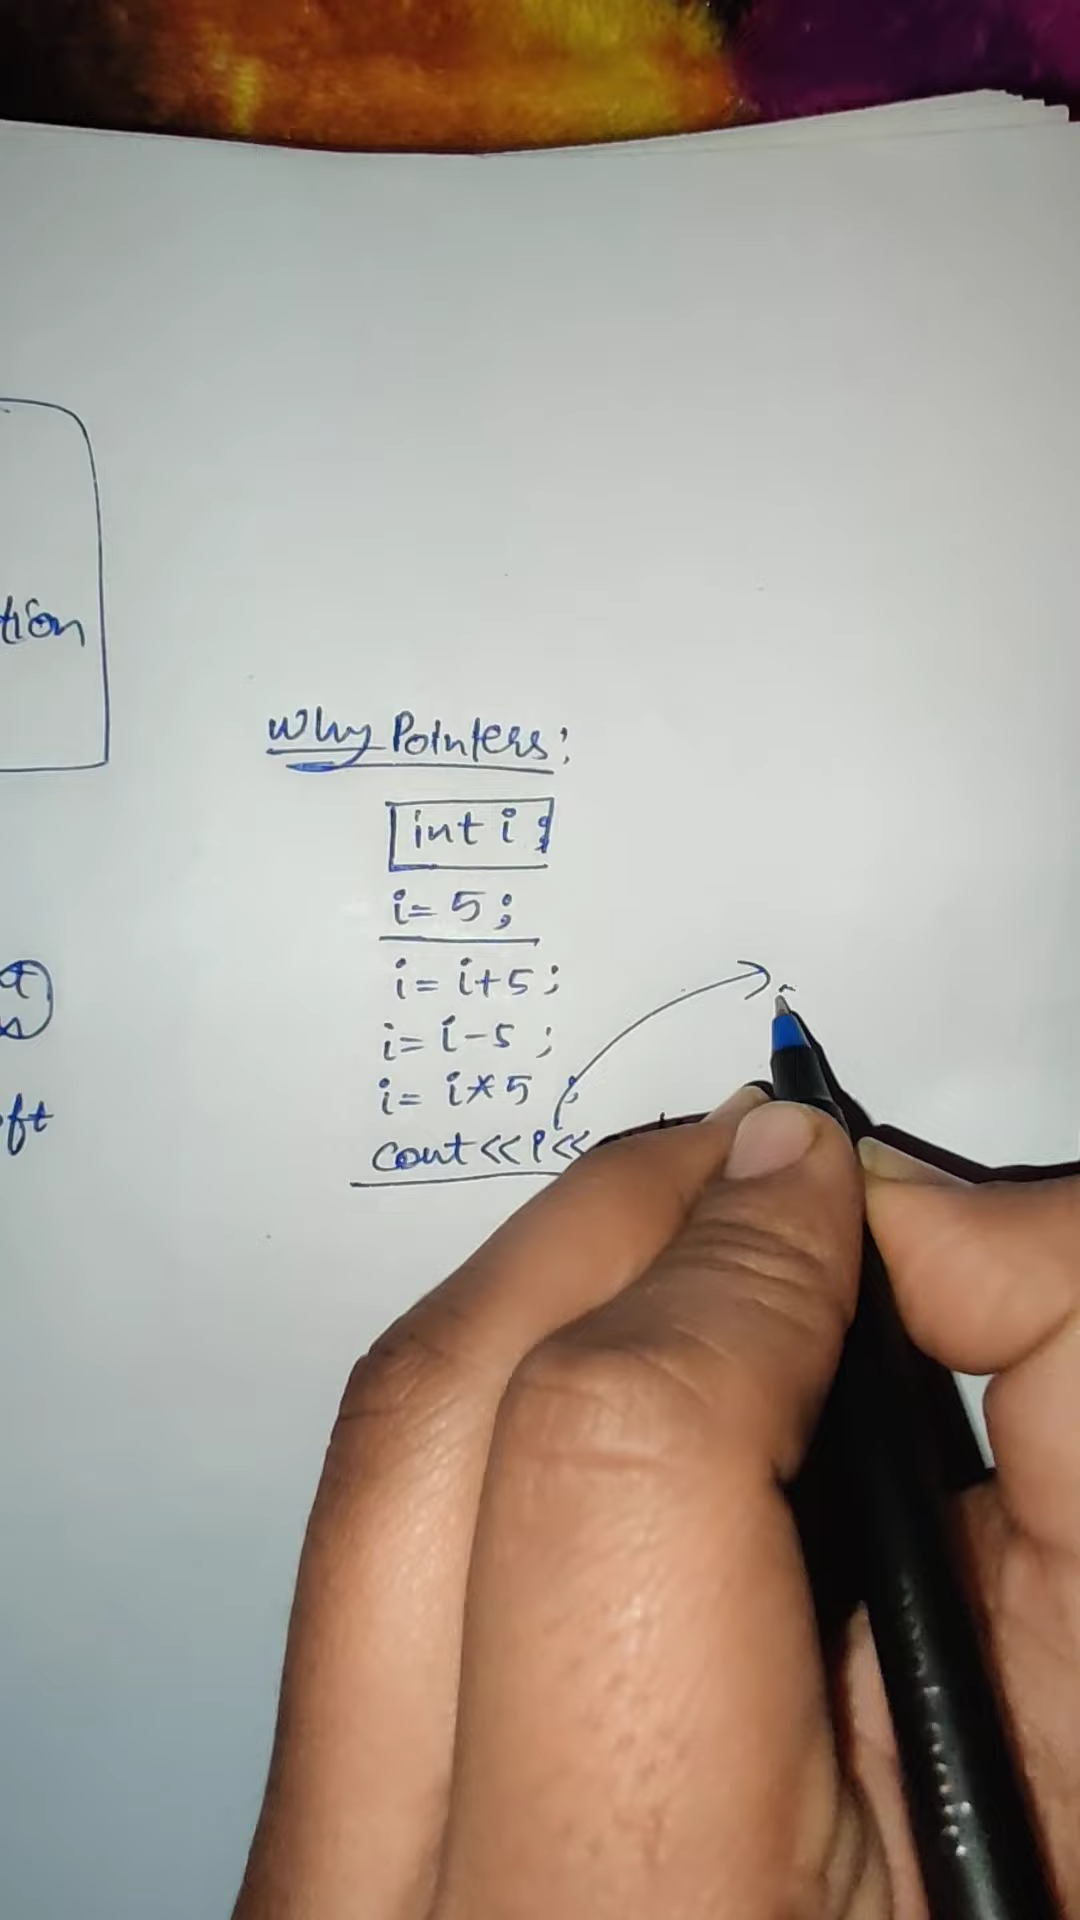 tion
Why Pointers:
int i;
i= 5;
i= i+5;
i= i-5;
i= i*5;
cout<<i<<
ft